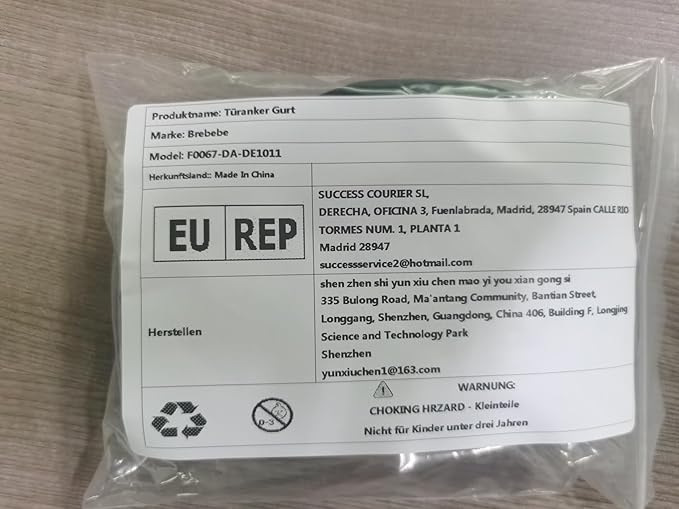 Produktname: Türanker Gurt
Marke: Brebebe
Model: F0067-DA-DE1011
Herkunftsland:: Made In China
EU REP
SUCCESS COURIER SL,
DERECHA, OFICINA 3, Fuenlabrada, Madrid, 28947 Spain CALLE RIO
TORMES NUM. 1, PLANTA 1
Madrid 28947
successservice2@hotmail.com
Herstellen
shen zhen shi yun xiu chen mao yi you xian gong si
335 Bulong Road, Ma'antang Community, Bantian Street,
Longgang, Shenzhen, Guangdong, China 406, Building F, Longjing
Science and Technology Park
Shenzhen
yunxiuchen1@163.com
WARNUNG:
CHOKING HRZARD - Kleinteile
Nicht für Kinder unter drei Jahren
0-3